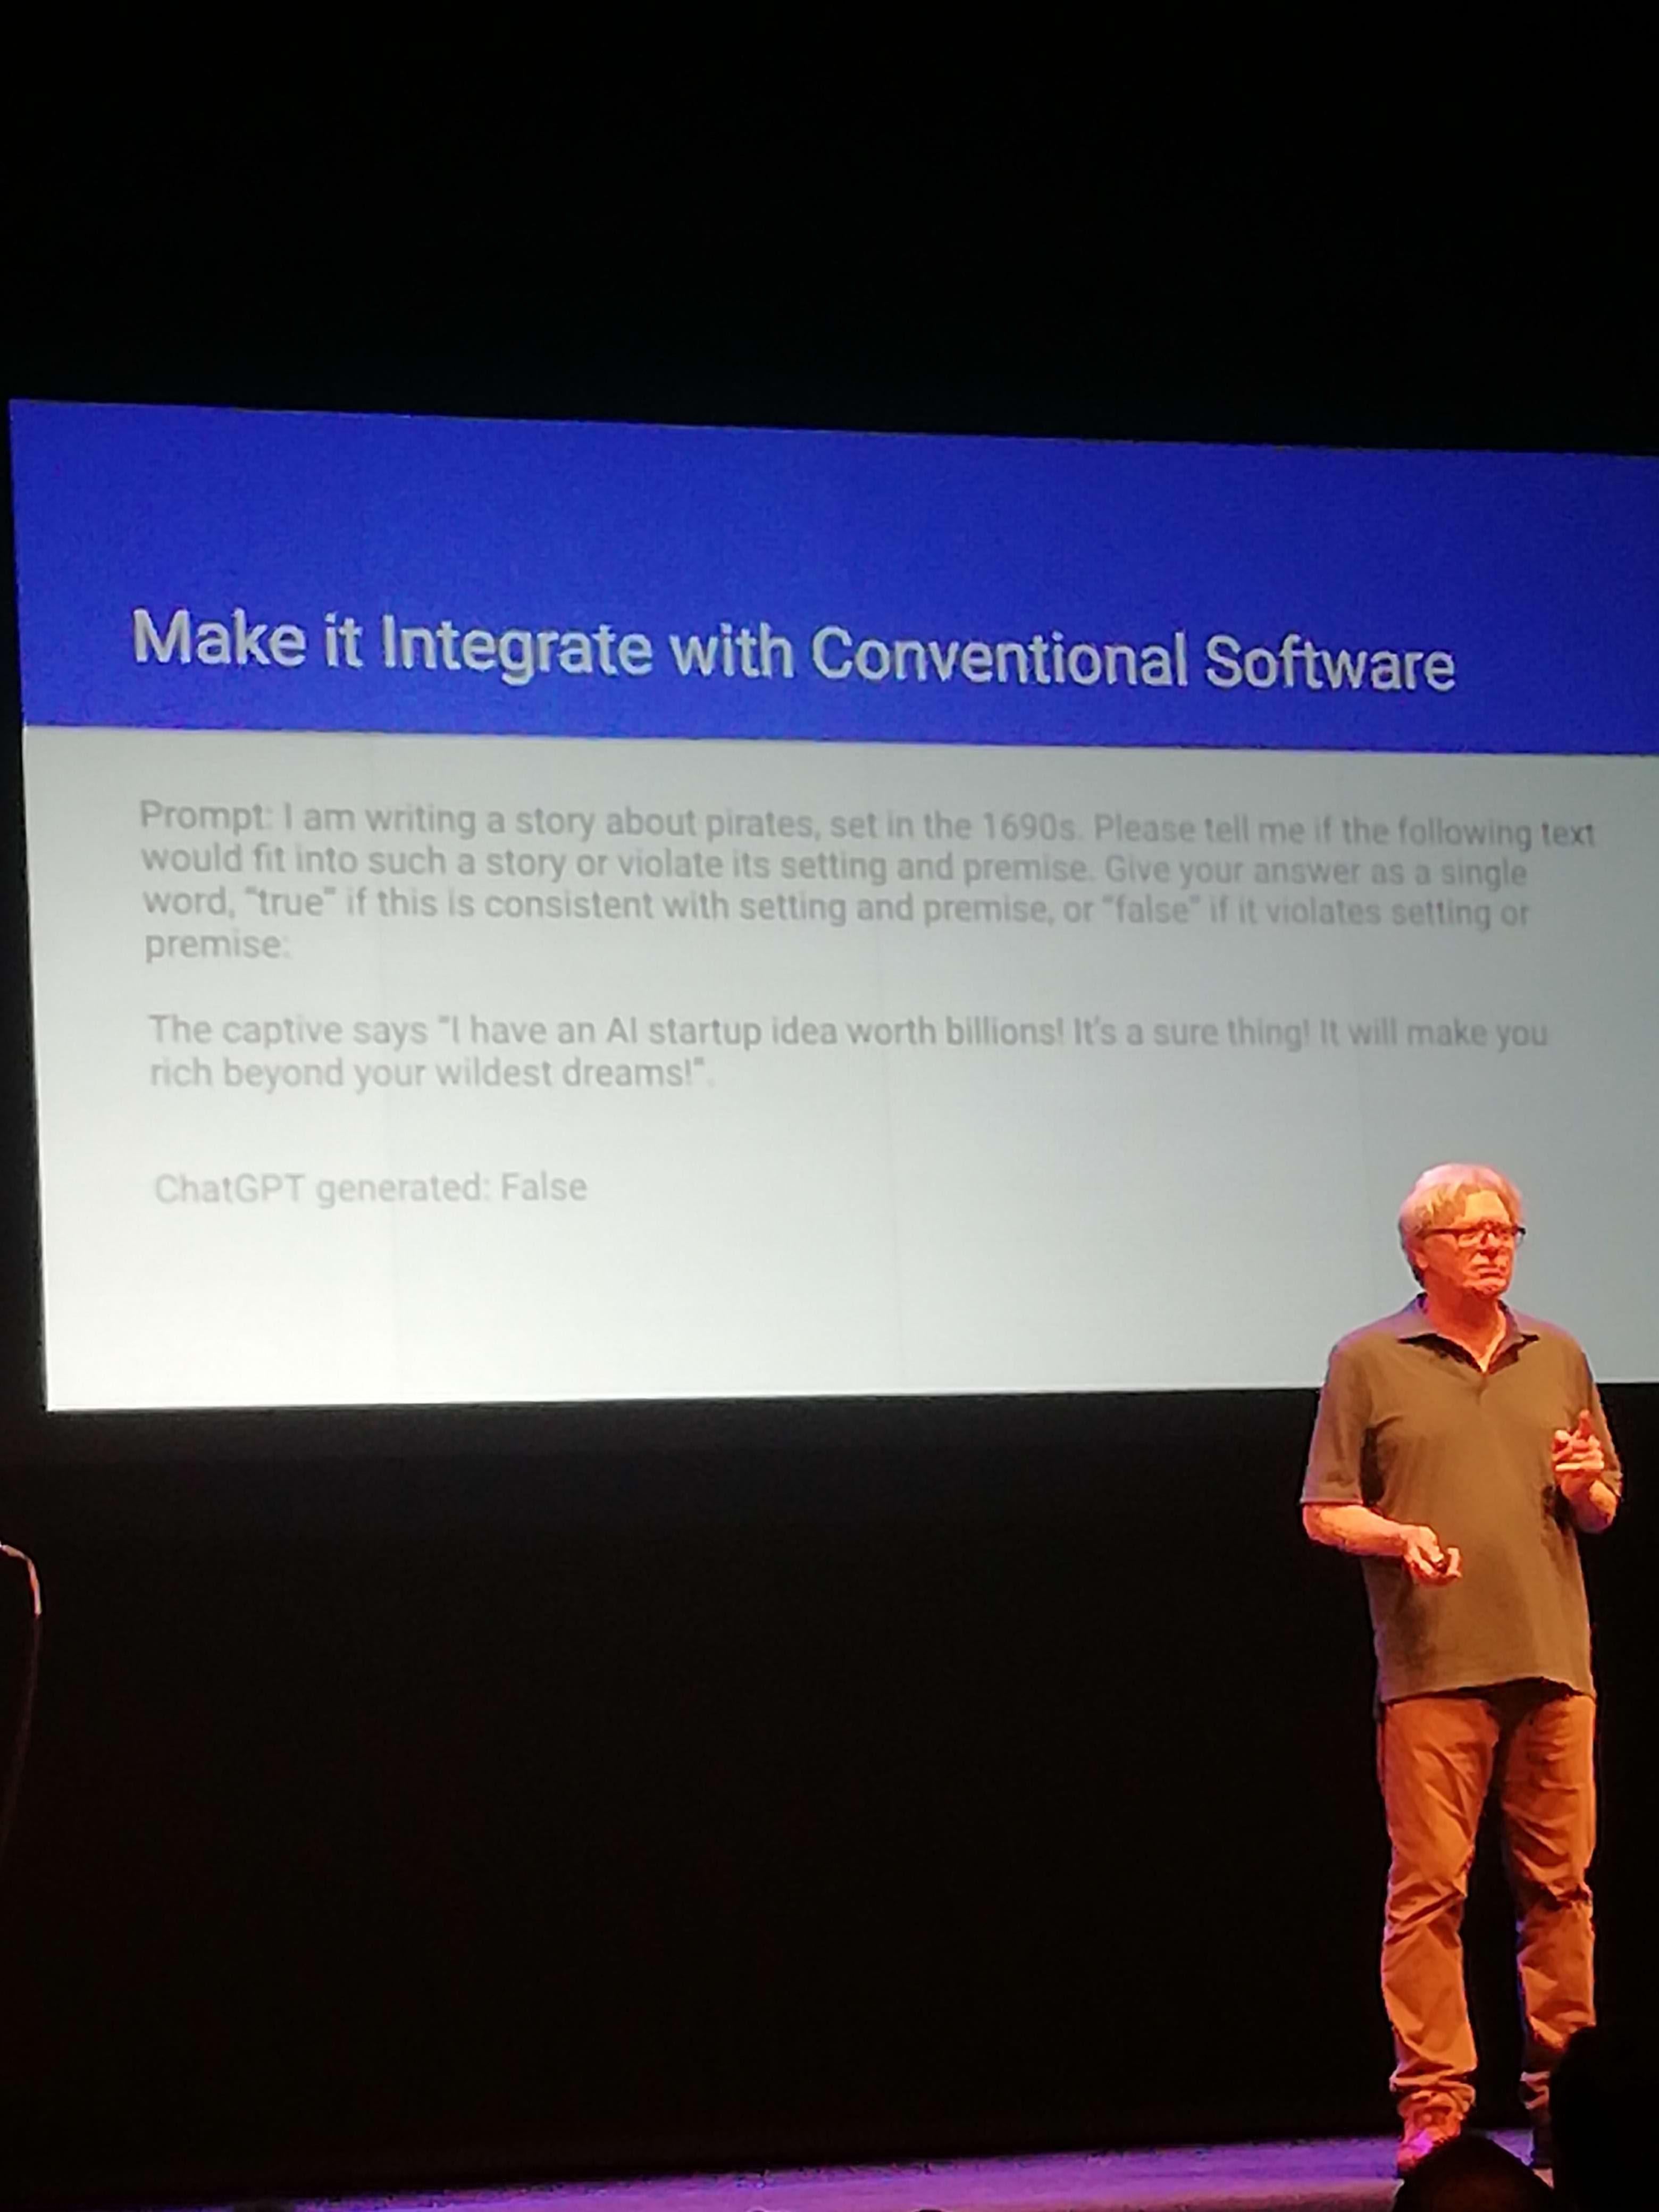 Make it Integrate with Conventional Software
Prompt: I am writing a story about pirates, set in the 1690s. Please tell me if the following text
would fit into such a story or violate its setting and premise. Give your answer as a single
word, "true" if this is consistent with setting and premise, or "false" if it violates setting or
premise:
The captive says "I have an AI startup idea worth billions! It's a sure thing! It will make you
rich beyond your wildest dreams!".
ChatGPT generated: False